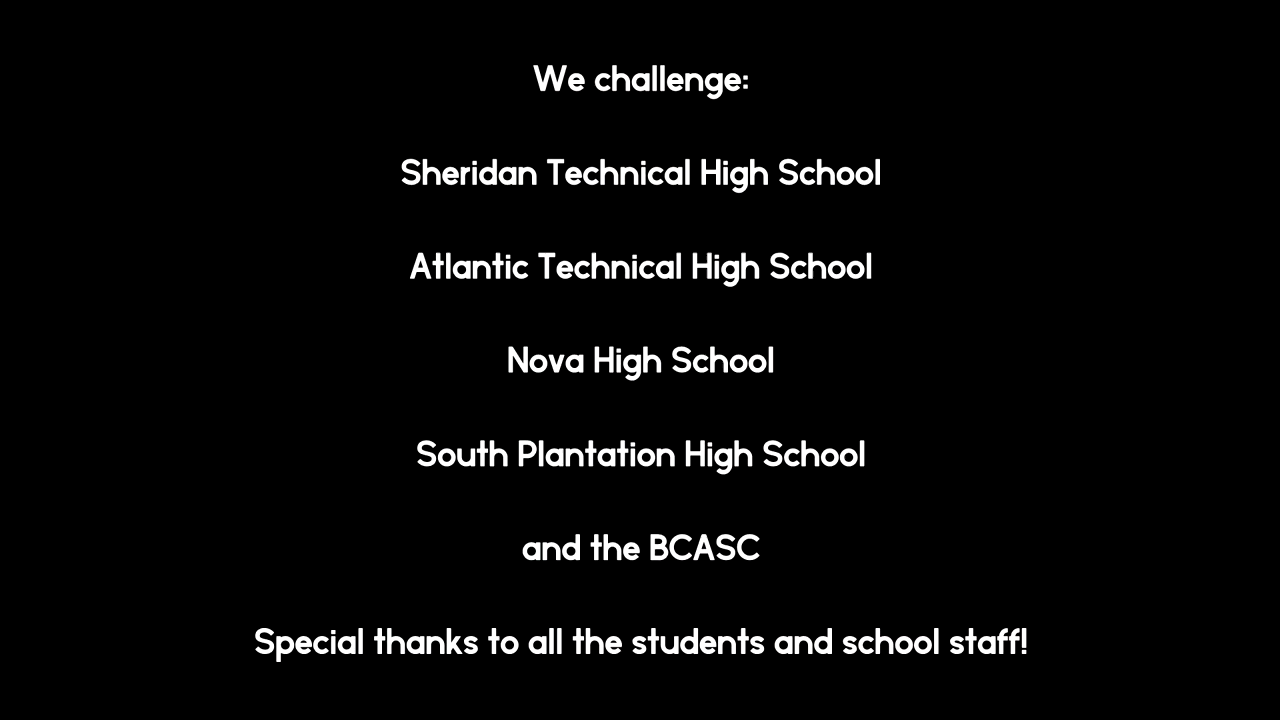 We challenge:
Sheridan Technical High School
Atlantic Technical High School
Nova High School
South Plantation High School
and the BCASC
Special thanks to all the students and school staff!